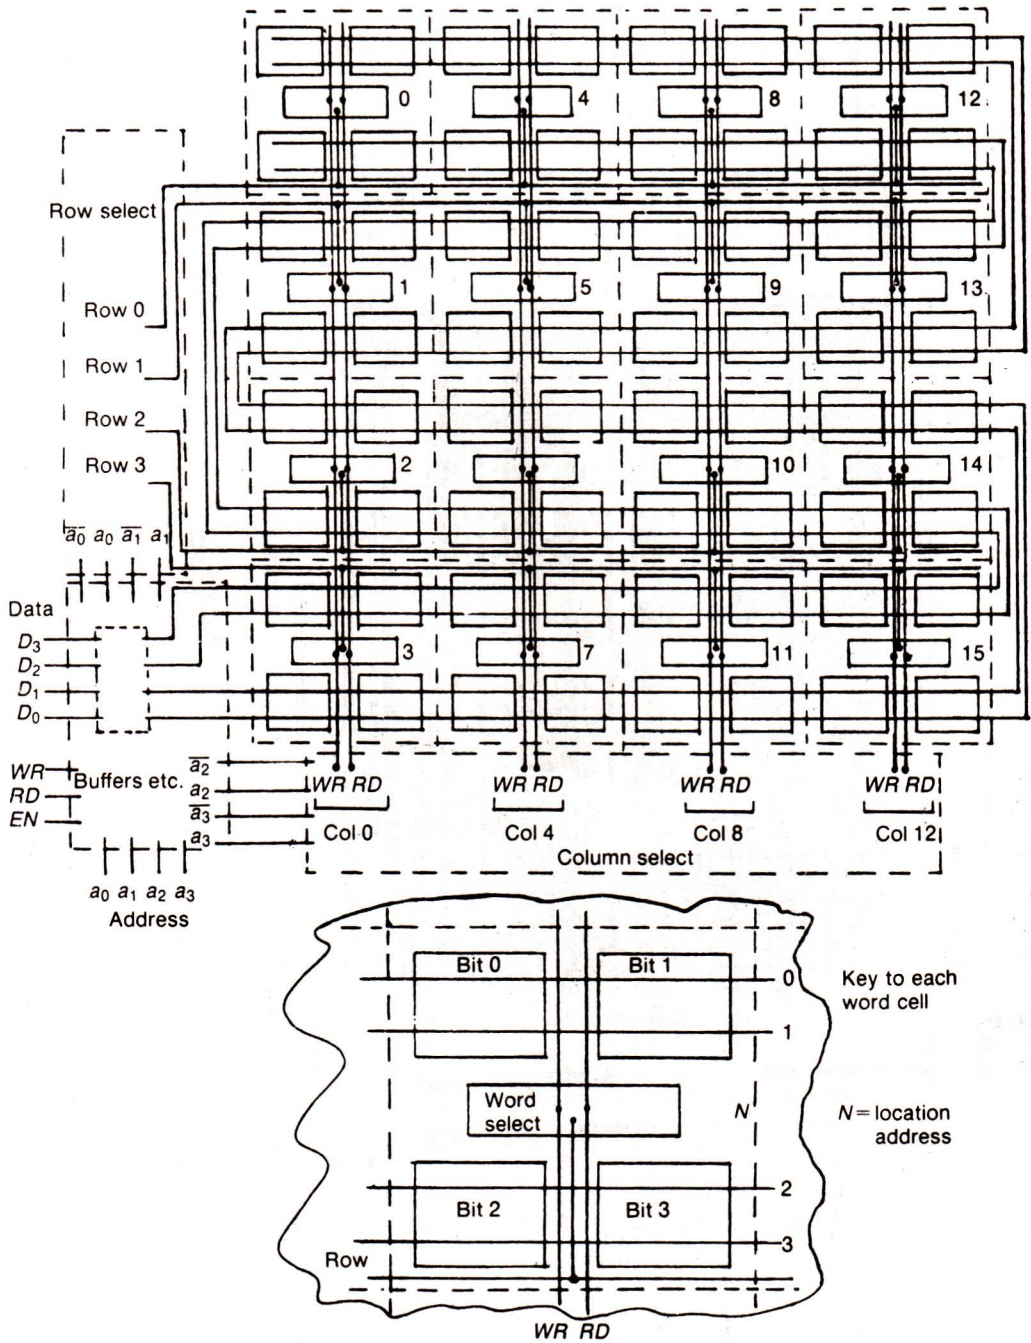 0 4 8 12
Row select
1 5 9 13
Row 0
Row 1
Row 2
Row 3
2 10 14
a̅₀ a₀ a̅₁ a₁
Data
D₃
D₂
D₁
D₀
3 7 11 15
WR
RD
EN
Buffers etc.
a̅₂
a₂
a̅₃
a₃
WR RD WR RD WR RD WR RD
Col 0 Col 4 Col 8 Col 12
Column select
a₀ a₁ a₂ a₃
Address
Bit 0 Bit 1 0
1
Key to each
word cell
Word
select
N
N = location
address
Bit 2 Bit 3 2
3
Row
WR RD